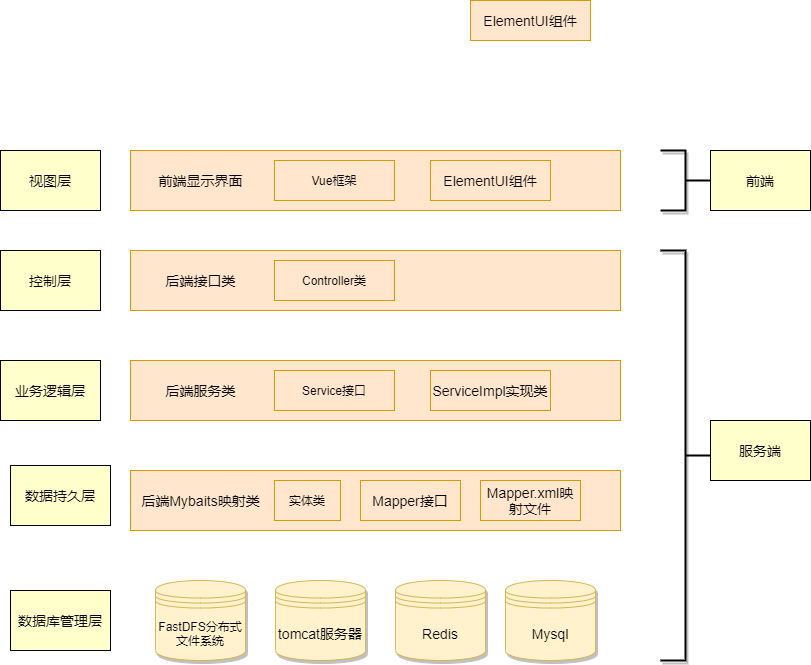 ElementUI组件
视图层
前端显示界面
Vue框架
ElementUI组件
前端
控制层
后端接口类
Controller类
业务逻辑层
后端服务类
Service接口
ServiceImpl实现类
服务端
数据持久层
后端Mybaits映射类
实体类
Mapper接口
Mapper.xml映
射文件
数据库管理层
FastDFS分布式
文件系统
tomcat服务器
Redis
Mysql